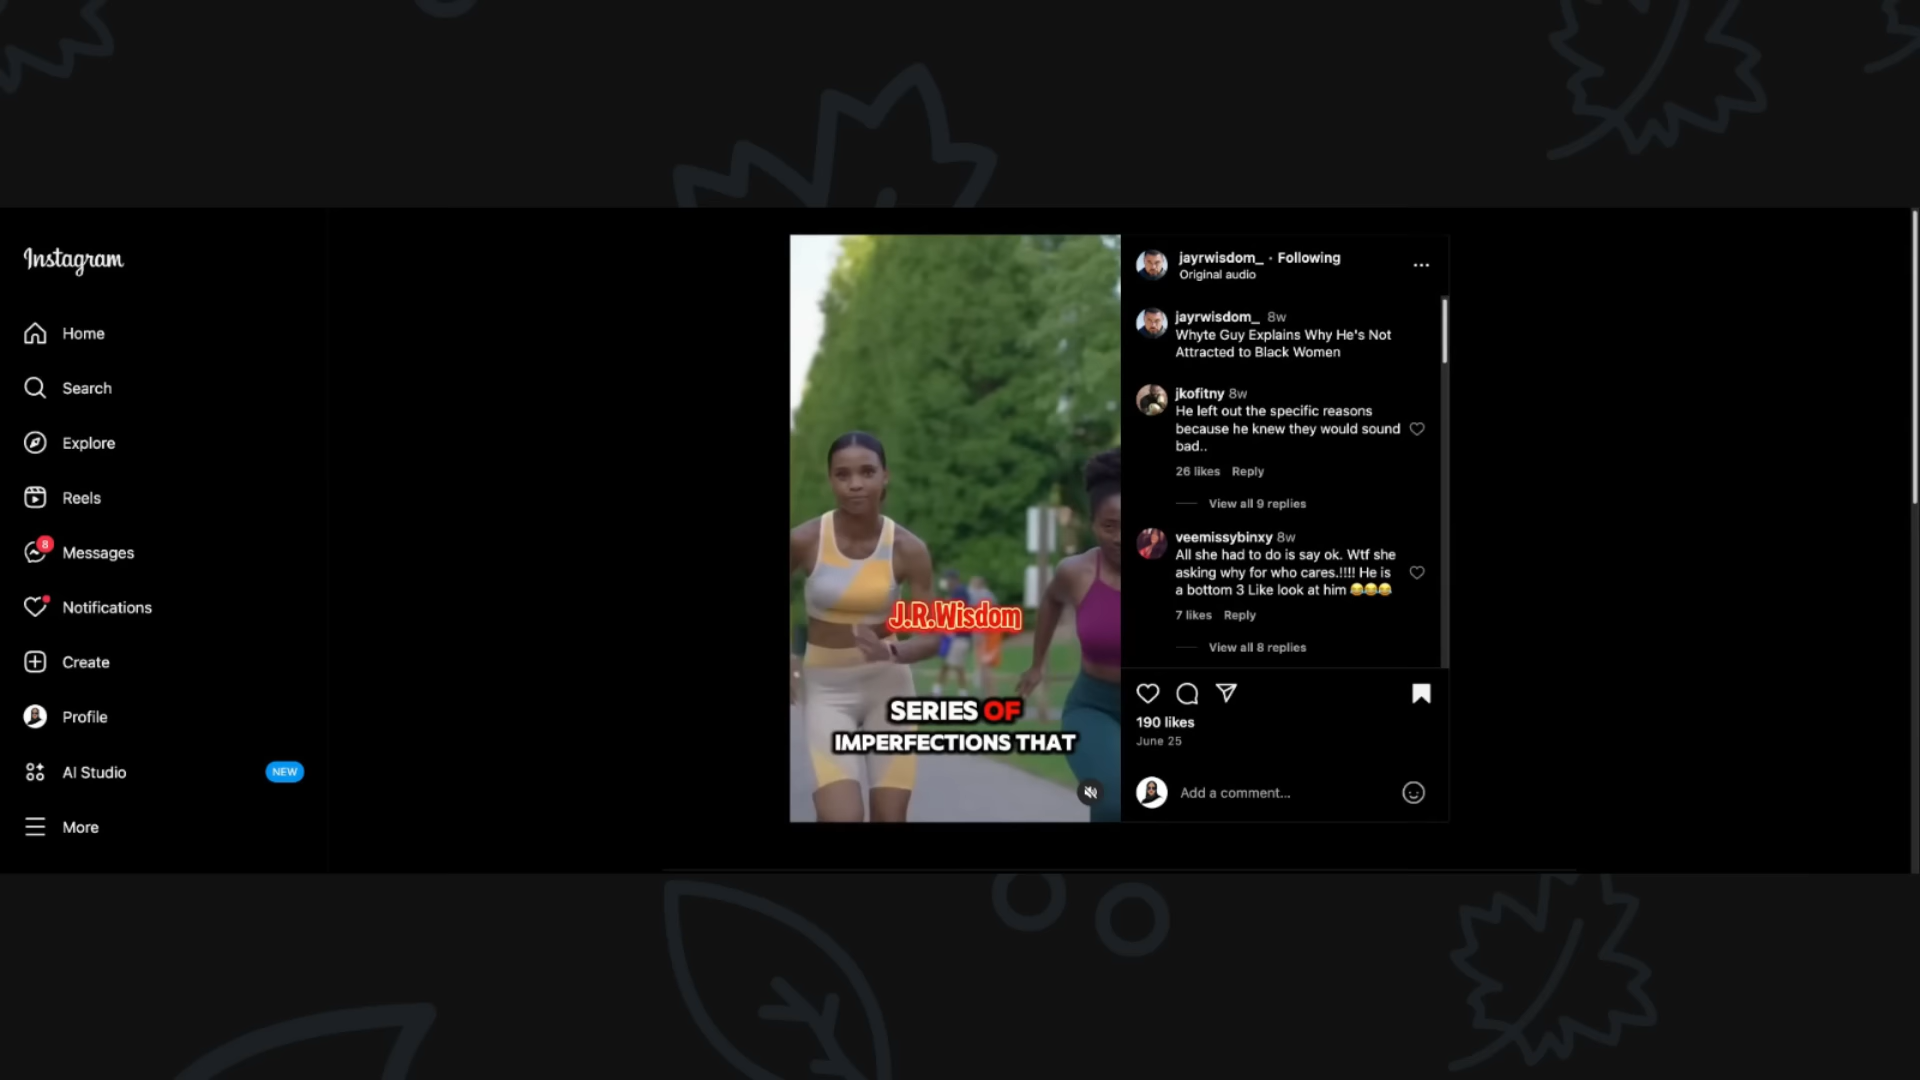 Instagram
Home
Search
Explore
Reels
8
Messages
Notifications
Create
Profile
AI Studio
NEW
More
J.R.Wisdom
SERIES OF
IMPERFECTIONS THAT
jayrwisdom_ • Following
Original audio
jayrwisdom_ 8w
Whyte Guy Explains Why He's Not
Attracted to Black Women
jkofitny 8w
He left out the specific reasons
because he knew they would sound
bad..
26 likes Reply
View all 9 replies
veemissybinxy 8w
All she had to do is say ok. Wtf she
asking why for who cares.!!!! He is
a bottom 3 Like look at him 😂😂😂
7 likes Reply
View all 8 replies
190 likes
June 25
Add a comment...